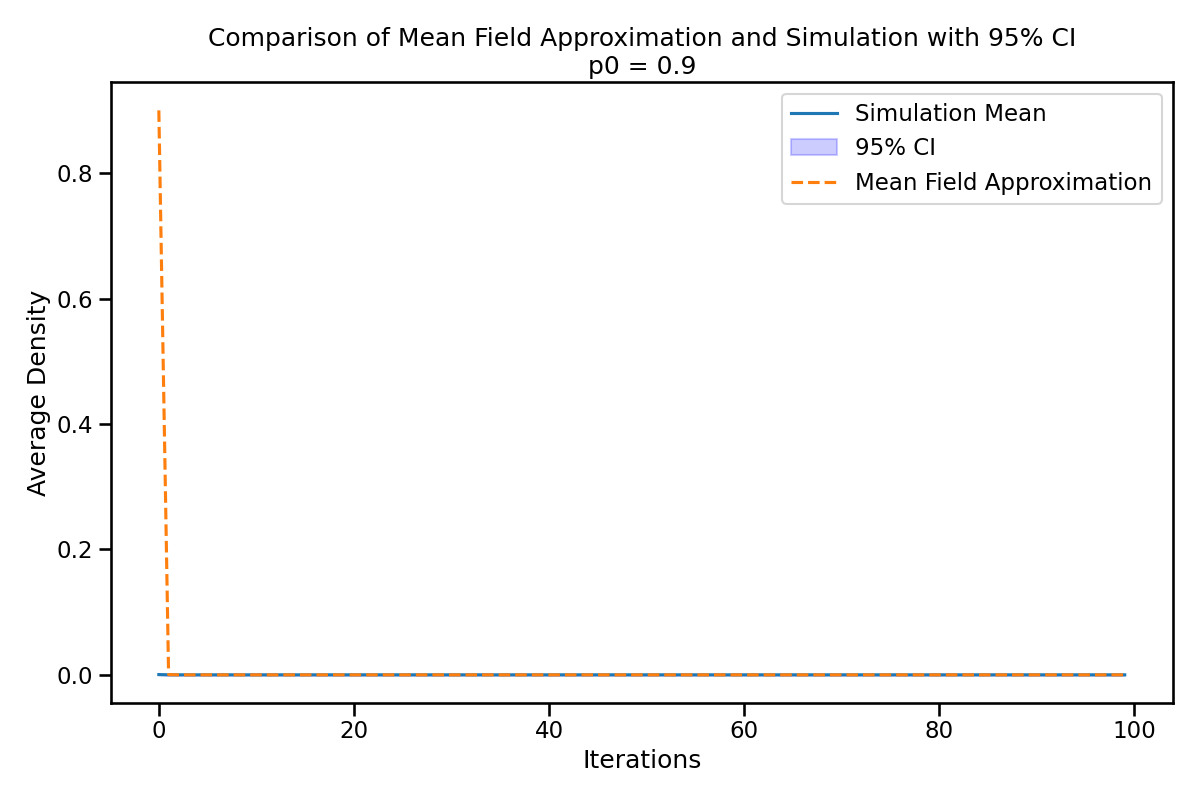 Comparison of Mean Field Approximation and Simulation with 95% CI
p0 = 0.9
Simulation Mean
95% CI
Mean Field Approximation
Average Density
0.8
0.6
0.4
0.2
0.0
0 20 40 60 80 100
Iterations